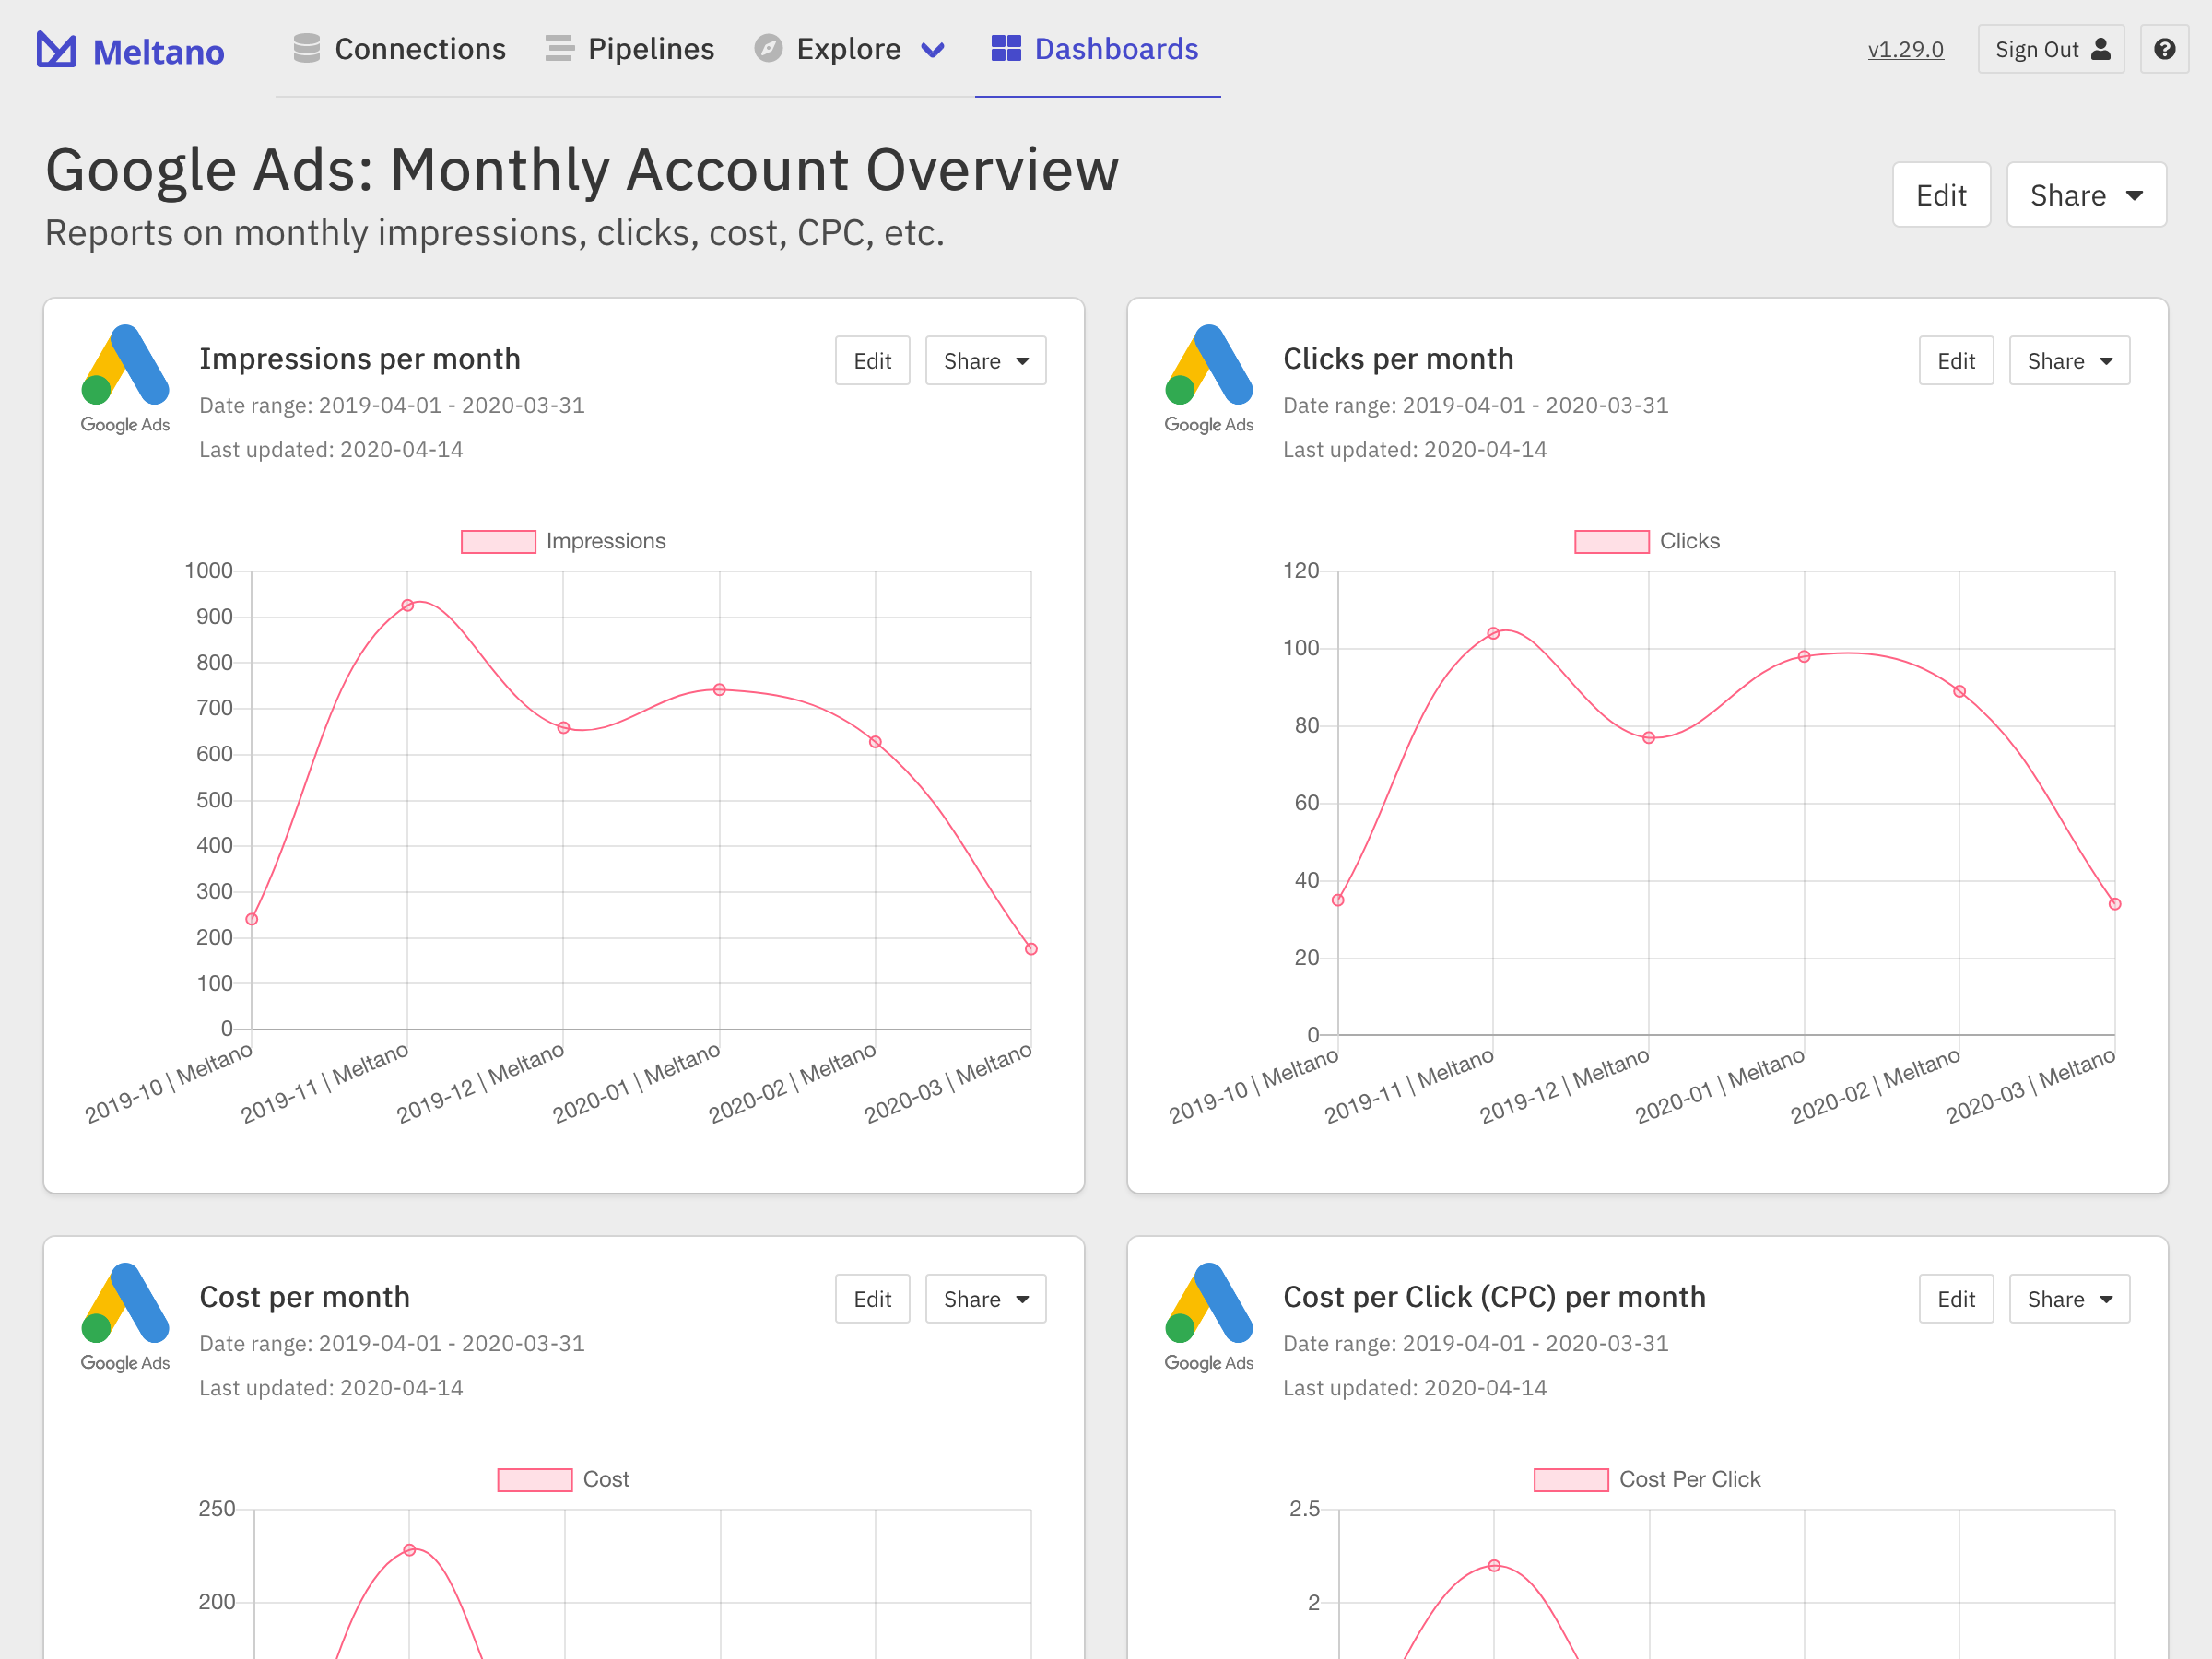 Meltano Connections Pipelines Explore Dashboards v1.29.0 Sign Out ?
Google Ads: Monthly Account Overview
Reports on monthly impressions, clicks, cost, CPC, etc.
Edit Share
Impressions per month
Edit Share
Date range: 2019-04-01 - 2020-03-31
Last updated: 2020-04-14
Google Ads
Impressions
1000
900
800
700
600
500
400
300
200
100
0
2019-10 | Meltano
2019-11 | Meltano
2019-12 | Meltano
2020-01 | Meltano
2020-02 | Meltano
2020-03 | Meltano
Clicks per month
Edit Share
Date range: 2019-04-01 - 2020-03-31
Last updated: 2020-04-14
Google Ads
Clicks
120
100
80
60
40
20
0
2019-10 | Meltano
2019-11 | Meltano
2019-12 | Meltano
2020-01 | Meltano
2020-02 | Meltano
2020-03 | Meltano
Cost per month
Edit Share
Date range: 2019-04-01 - 2020-03-31
Last updated: 2020-04-14
Google Ads
Cost
250
200
Cost per Click (CPC) per month
Edit Share
Date range: 2019-04-01 - 2020-03-31
Last updated: 2020-04-14
Google Ads
Cost Per Click
2.5
2